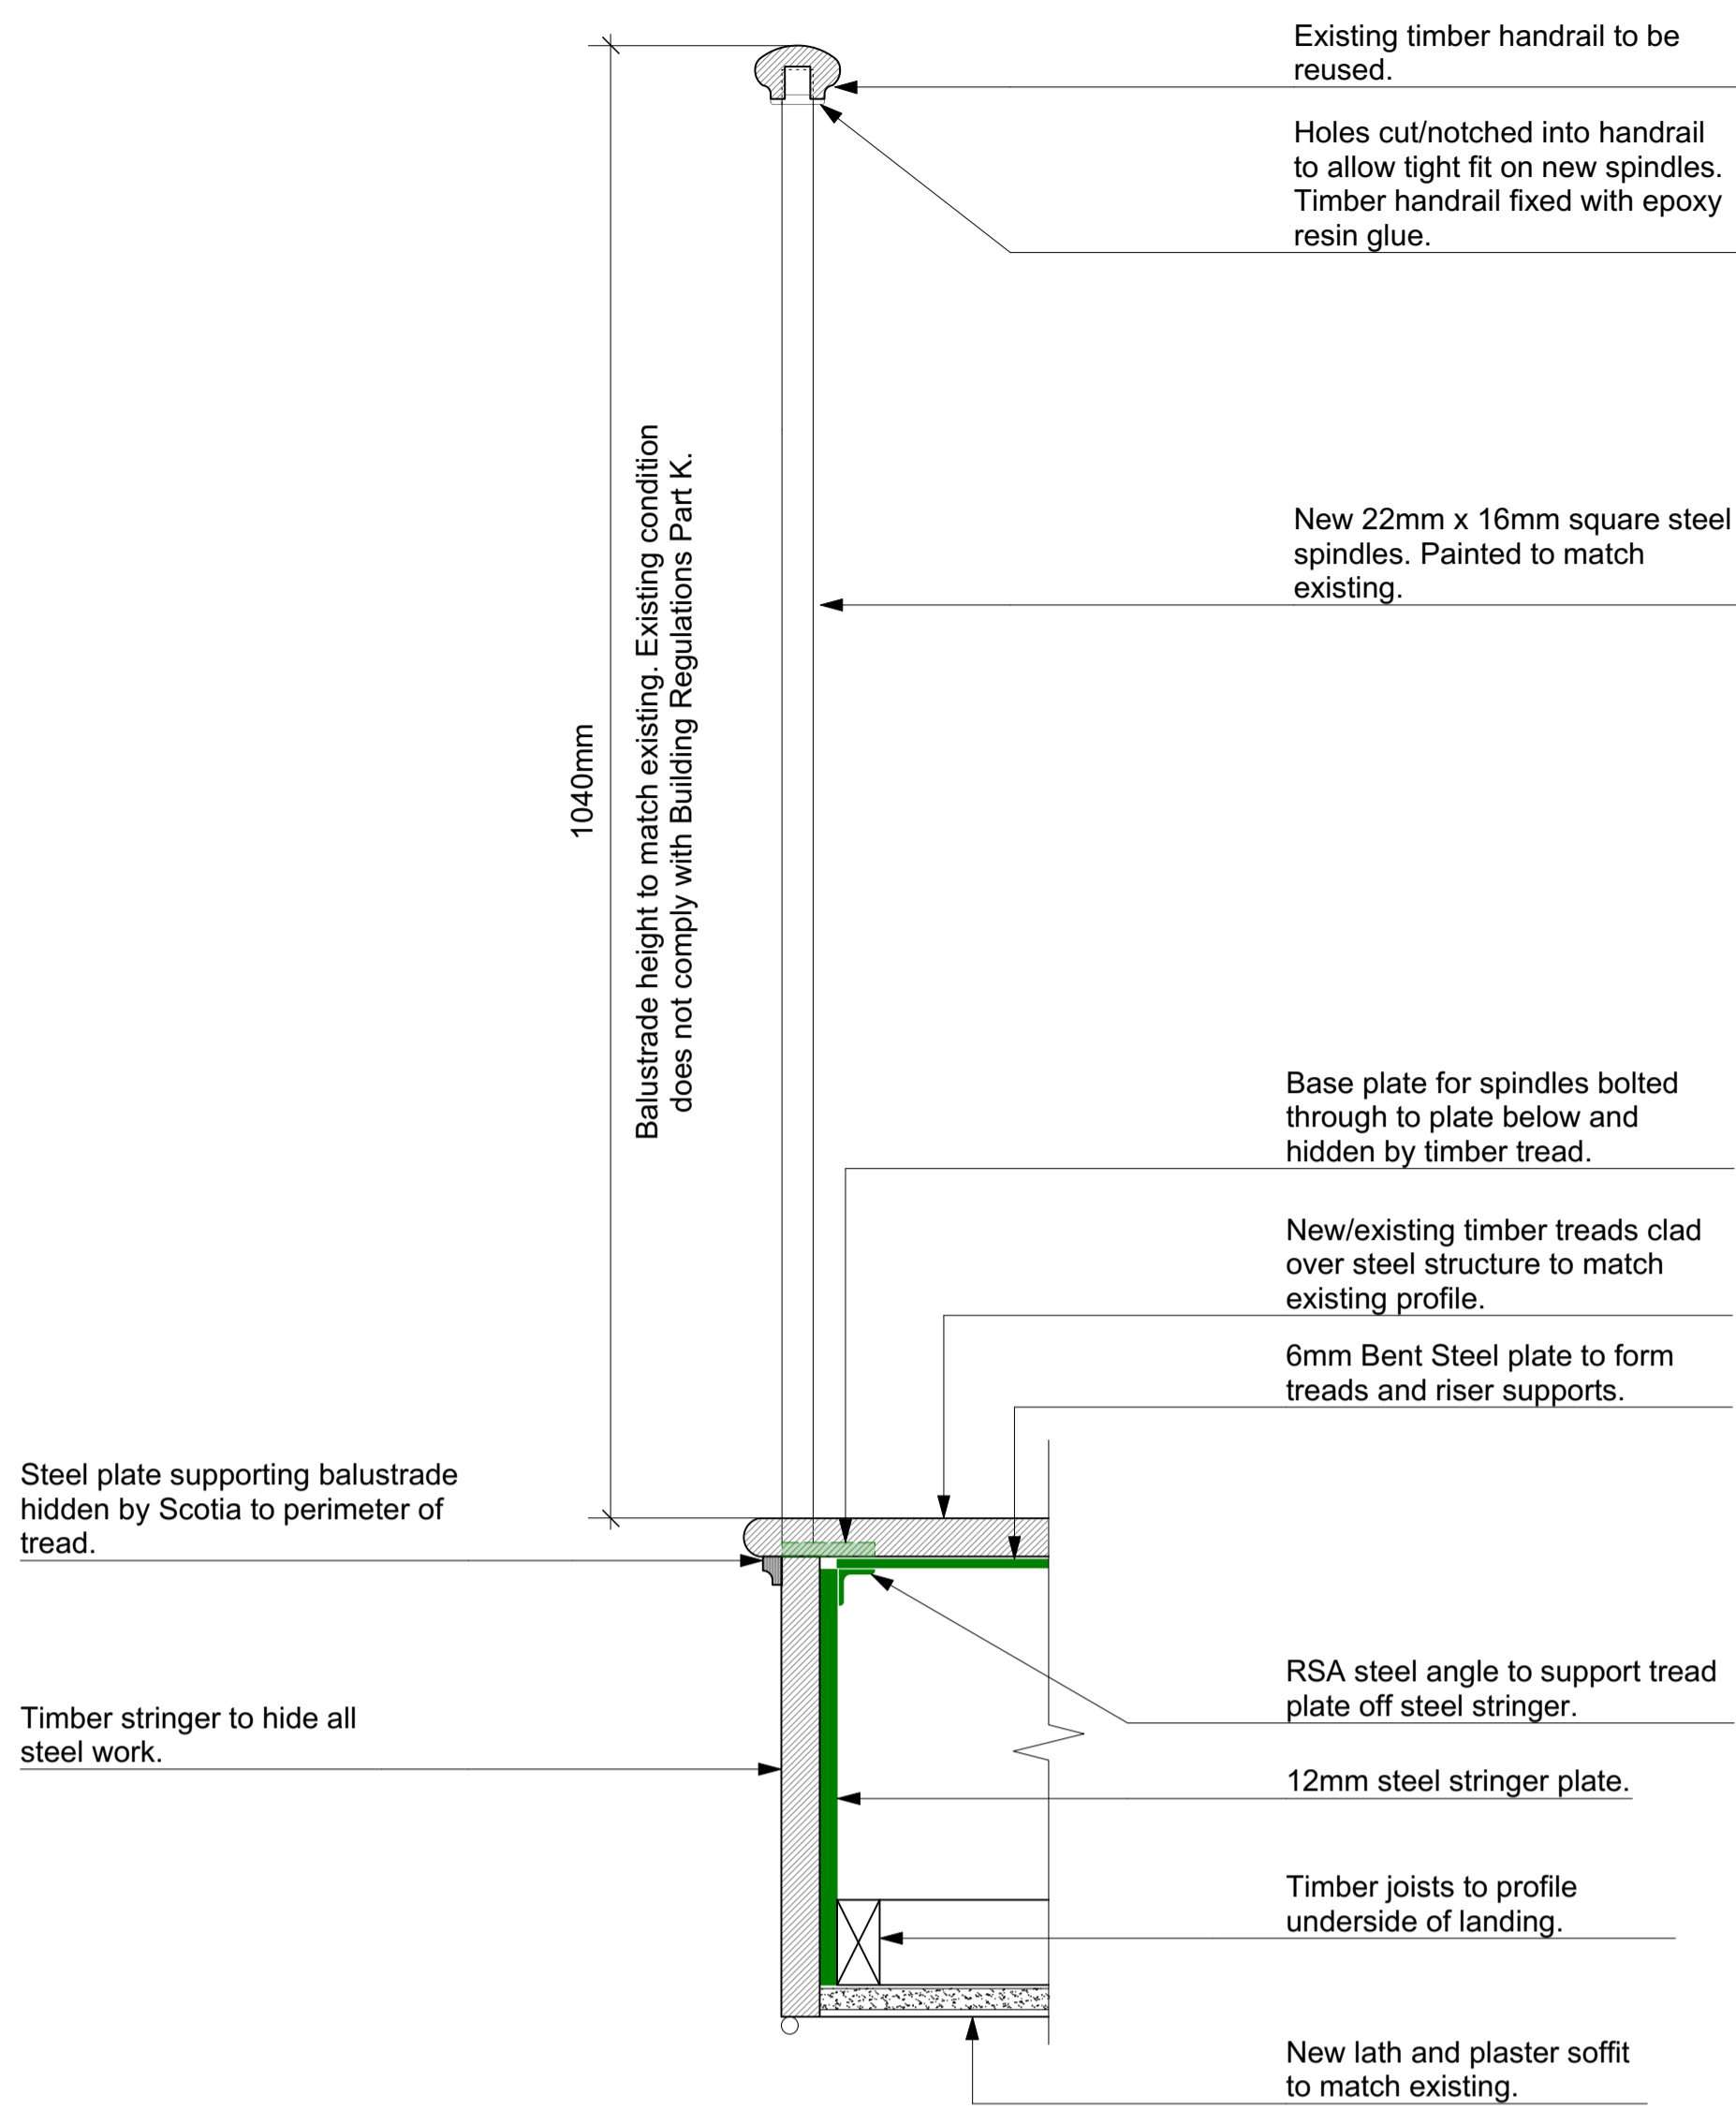 Existing timber handrail to be
reused.
Holes cut/notched into handrail
to allow tight fit on new spindles.
Timber handrail fixed with epoxy
resin glue.
1040mm
Balustrade height to match existing. Existing condition
does not comply with Building Regulations Part K.
New 22mm x 16mm square steel
spindles. Painted to match
existing.
Base plate for spindles bolted
through to plate below and
hidden by timber tread.
New/existing timber treads clad
over steel structure to match
existing profile.
6mm Bent Steel plate to form
treads and riser supports.
Steel plate supporting balustrade
hidden by Scotia to perimeter of
tread.
RSA steel angle to support tread
plate off steel stringer.
Timber stringer to hide all
steel work.
12mm steel stringer plate.
Timber joists to profile
underside of landing.
New lath and plaster soffit
to match existing.